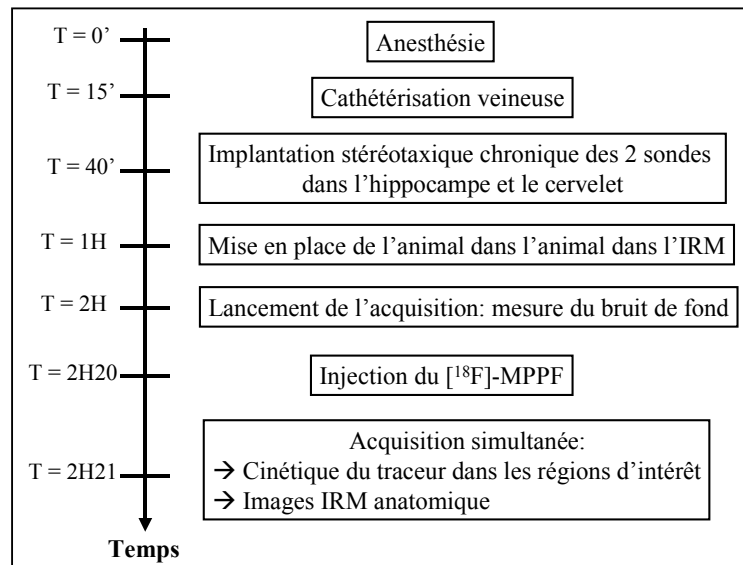 T = 0’ Anesthésie
T = 15’ Cathétérisation veineuse
T = 40’ Implantation stéréotaxique chronique des 2 sondes
dans l’hippocampe et le cervelet
T = 1H Mise en place de l’animal dans l’animal dans l’IRM
T = 2H Lancement de l’acquisition: mesure du bruit de fond
T = 2H20 Injection du [¹⁸F]-MPPF
T = 2H21 Acquisition simultanée:
→ Cinétique du traceur dans les régions d’intérêt
→ Images IRM anatomique
Temps